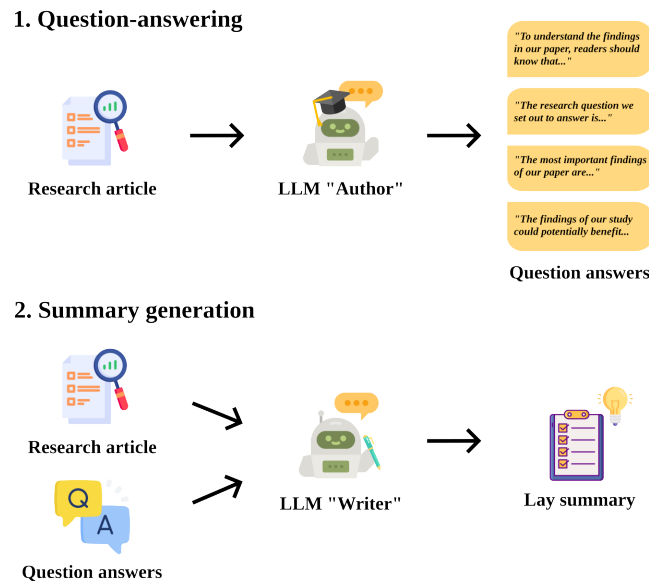 1. Question-answering
Research article
LLM "Author"
"To understand the findings
in our paper, readers should
know that..."
"The research question we
set out to answer is..."
"The most important findings
of our paper are..."
"The findings of our study
could potentially benefit...
Question answers
2. Summary generation
Research article
Q
A
Question answers
LLM "Writer"
Lay summary